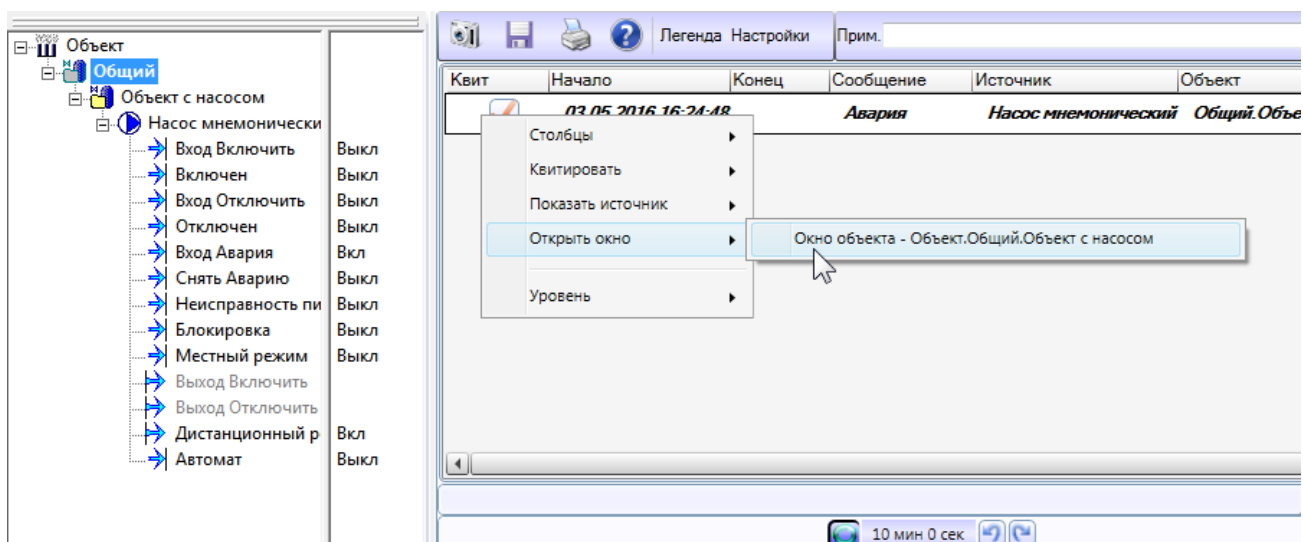 Объект
Общий
Объект с насосом
Насос мнемонически
Вход Включить Выкл
Включен Выкл
Вход Отключить Выкл
Отключен Выкл
Вход Авария Вкл
Снять Аварию Выкл
Неисправность пи Выкл
Блокировка Выкл
Местный режим Выкл
Выход Включить
Выход Отключить
Дистанционный р Вкл
Автомат Выкл
Легенда Настройки Прим.
Квит Начало Конец Сообщение Источник Объект
03.05.2016 16:24:48 Авария Насос мнемонический Общий.Объе
Столбцы
Квитировать
Показать источник
Открыть окно Окно объекта - Объект.Общий.Объект с насосом
Уровень
10 мин 0 сек